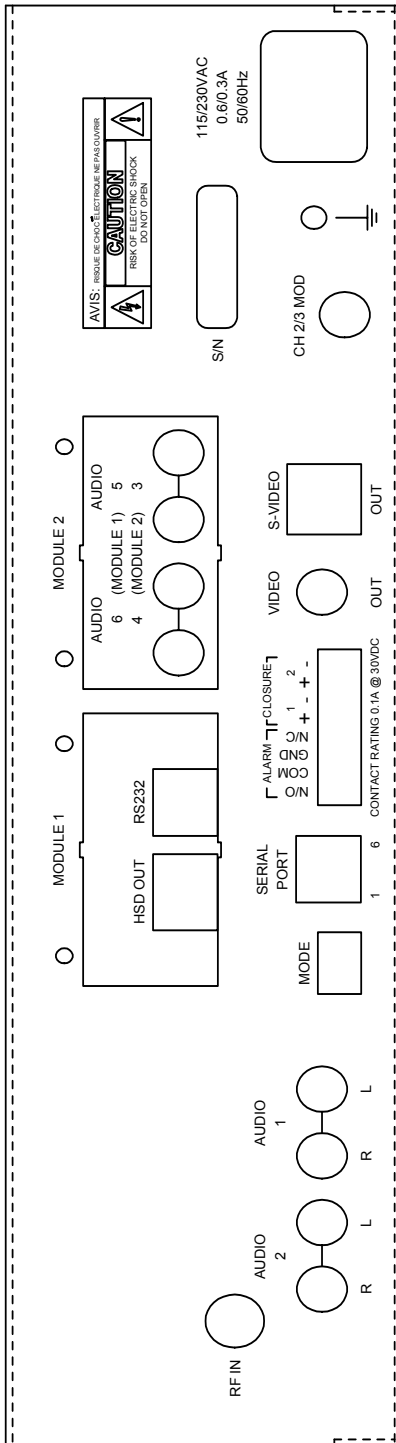 MODULE 1
HSD OUT
RS232
MODULE 2
AUDIO
AUDIO
6 (MODULE 1) 5
4 (MODULE 2) 3
AVIS: RISQUE DE CHOC ELECTRIQUE NE PAS OUVRIR
CAUTION
RISK OF ELECTRIC SHOCK
DO NOT OPEN
S/N
115/230VAC
0.6/0.3A
50/60Hz
RF IN
AUDIO
2
R
L
AUDIO
1
R
L
MODE
SERIAL
PORT
1
6
ALARM
CLOSURE
1 2
N/O COM GND N/C + - + -
CONTACT RATING 0.1A @ 30VDC
VIDEO
OUT
S-VIDEO
OUT
CH 2/3 MOD